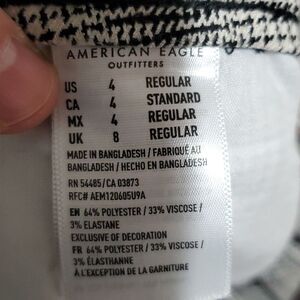 AMERICAN EAGLE
OUTFITTERS
US 4 REGULAR
CA 4 STANDARD
MX 4 REGULAR
UK 8 REGULAR
MADE IN BANGLADESH / FABRIQUÉ AU
BANGLADESH / HECHO EN BANGLADESH
RN 54485 / CA 03873
RFC# AEM120605U9A
EN 64% POLYESTER / 33% VISCOSE /
3% ELASTANE
EXCLUSIVE OF DECORATION
FR 64% POLYESTER / 33% VISCOSE /
3% ÉLASTHANNE
À L'EXCEPTION DE LA GARNITURE